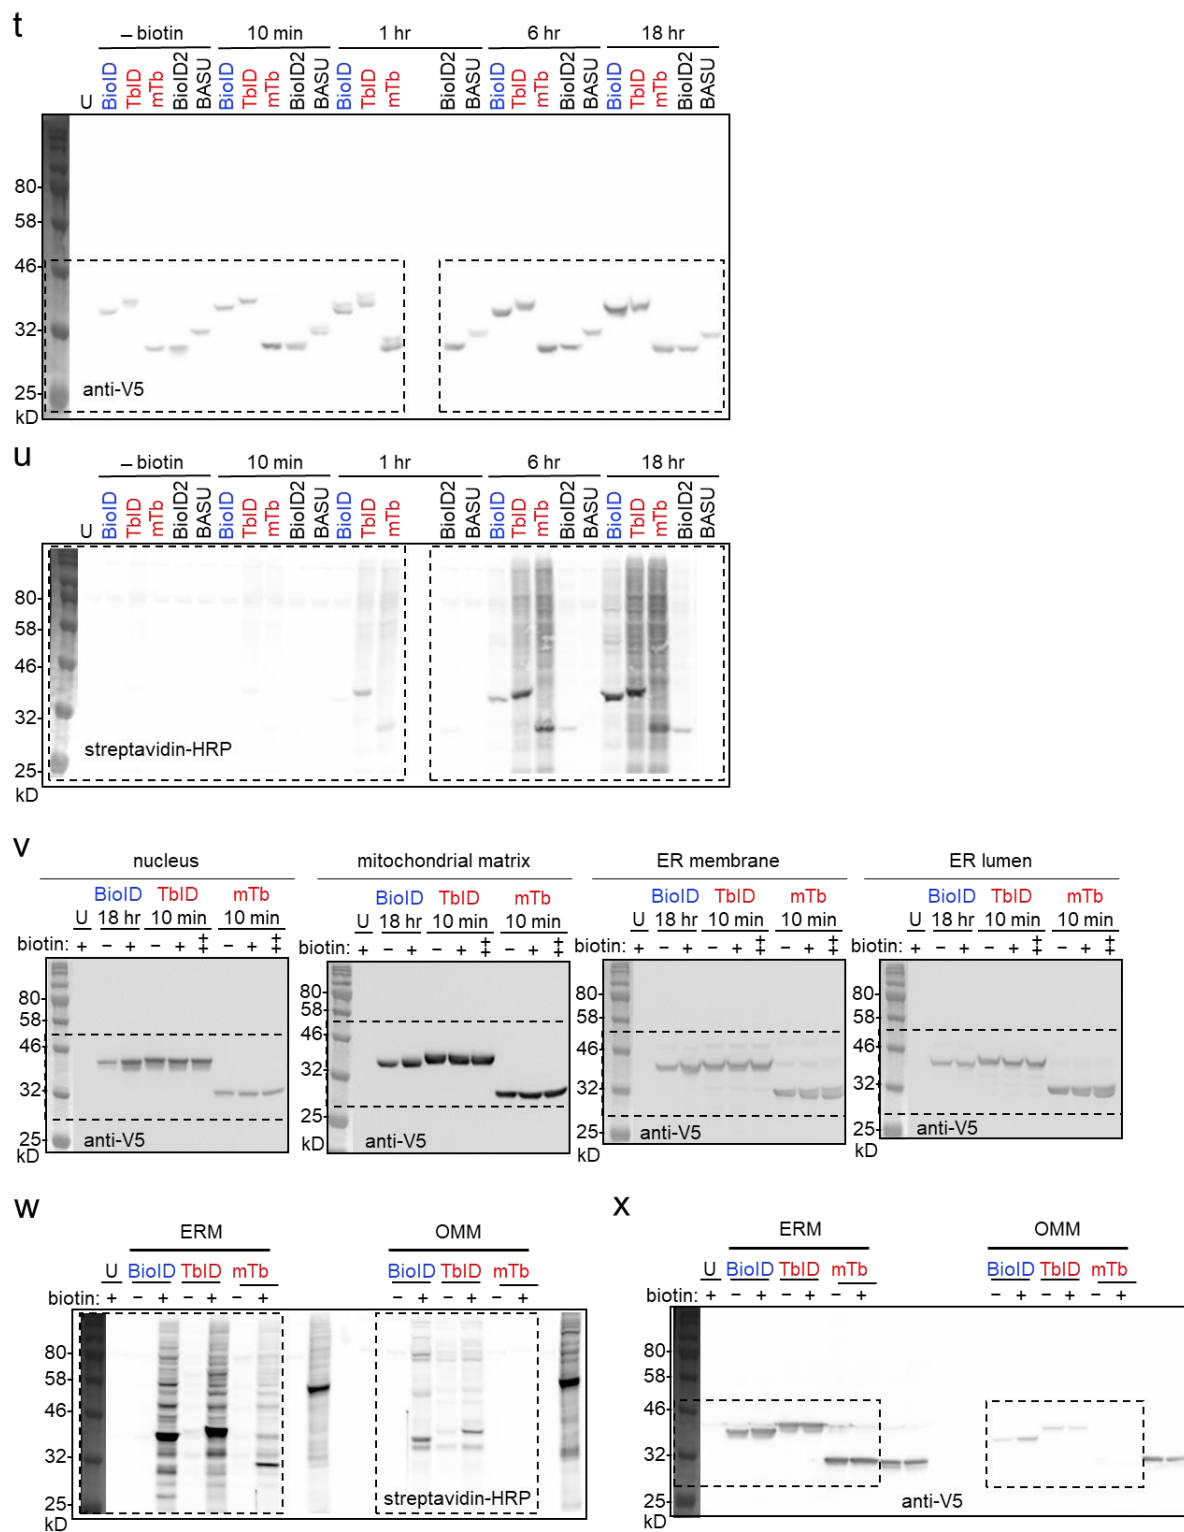 t
– biotin 10 min 1 hr 6 hr 18 hr
U BioID TbID mTb BioID2 BASU BioID TbID mTb BioID2 BASU BioID TbID mTb BioID2 BASU BioID TbID mTb BioID2 BASU BioID TbID mTb BioID2 BASU
80-
58-
46-
32-
25-
kD
anti-V5
u
– biotin 10 min 1 hr 6 hr 18 hr
U BioID TbID mTb BioID2 BASU BioID TbID mTb BioID2 BASU BioID TbID mTb BioID2 BASU BioID TbID mTb BioID2 BASU BioID TbID mTb BioID2 BASU
80-
58-
46-
32-
25-
kD
streptavidin-HRP
v
nucleus
BioID TbID mTb
U 18 hr 10 min 10 min
biotin: + – + – + ‡ – + ‡
80-
58-
46-
32-
25-
kD
anti-V5
mitochondrial matrix
BioID TbID mTb
U 18 hr 10 min 10 min
+ – + – + ‡ – + ‡
80-
58-
46-
32-
25-
kD
anti-V5
ER membrane
BioID TbID mTb
U 18 hr 10 min 10 min
biotin: + – + – + ‡ – + ‡
80-
58-
46-
32-
25-
kD
anti-V5
ER lumen
BioID TbID mTb
U 18 hr 10 min 10 min
+ – + – + ‡ – + ‡
80-
58-
46-
32-
25-
kD
anti-V5
w
ERM OMM
U BioID TbID mTb BioID TbID mTb
biotin: + – + – + – + – + – + – +
80-
58-
46-
32-
25-
kD
streptavidin-HRP
x
ERM OMM
U BioID TbID mTb BioID TbID mTb
biotin: + – + – + – + – + – + – +
80-
58-
46-
32-
25-
kD
anti-V5